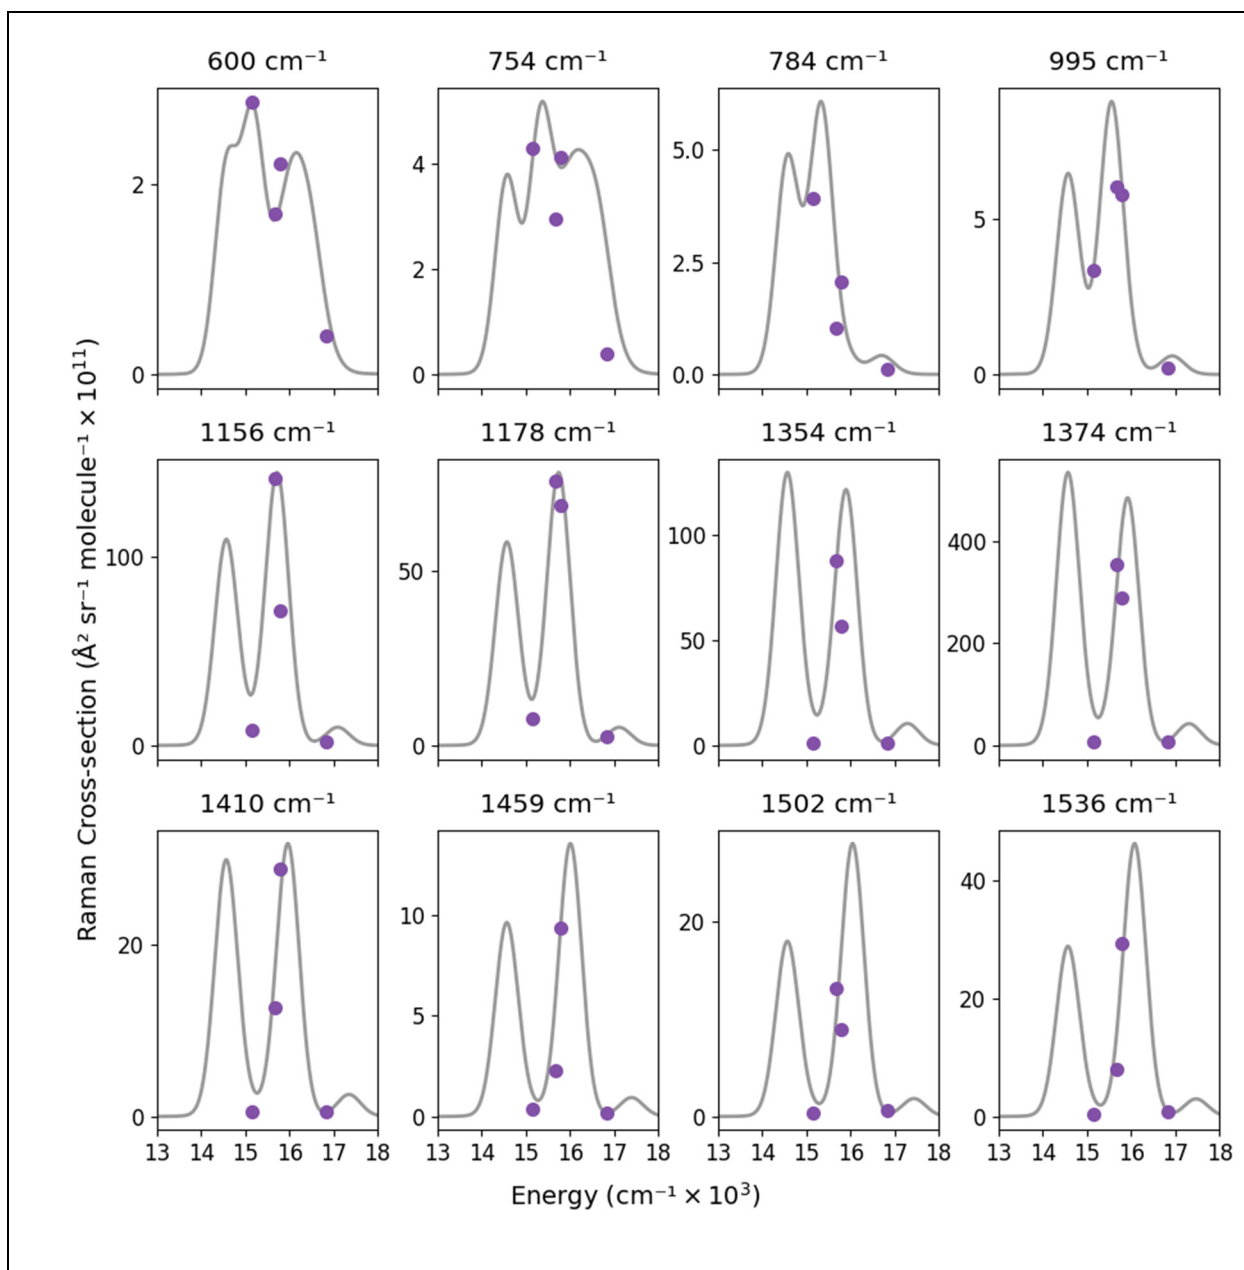 600 cm⁻¹ 754 cm⁻¹ 784 cm⁻¹ 995 cm⁻¹
2 4 5.0 5
2 2.5
0 0 0.0 0
1156 cm⁻¹ 1178 cm⁻¹ 1354 cm⁻¹ 1374 cm⁻¹
100 50 100 400
50 200
0 0 0 0
1410 cm⁻¹ 1459 cm⁻¹ 1502 cm⁻¹ 1536 cm⁻¹
20 10 20 40
5 20
0 0 0 0
13 14 15 16 17 18 13 14 15 16 17 18 13 14 15 16 17 18 13 14 15 16 17 18
Raman Cross-section (Å² sr⁻¹ molecule⁻¹ × 10¹¹)
Energy (cm⁻¹ × 10³)